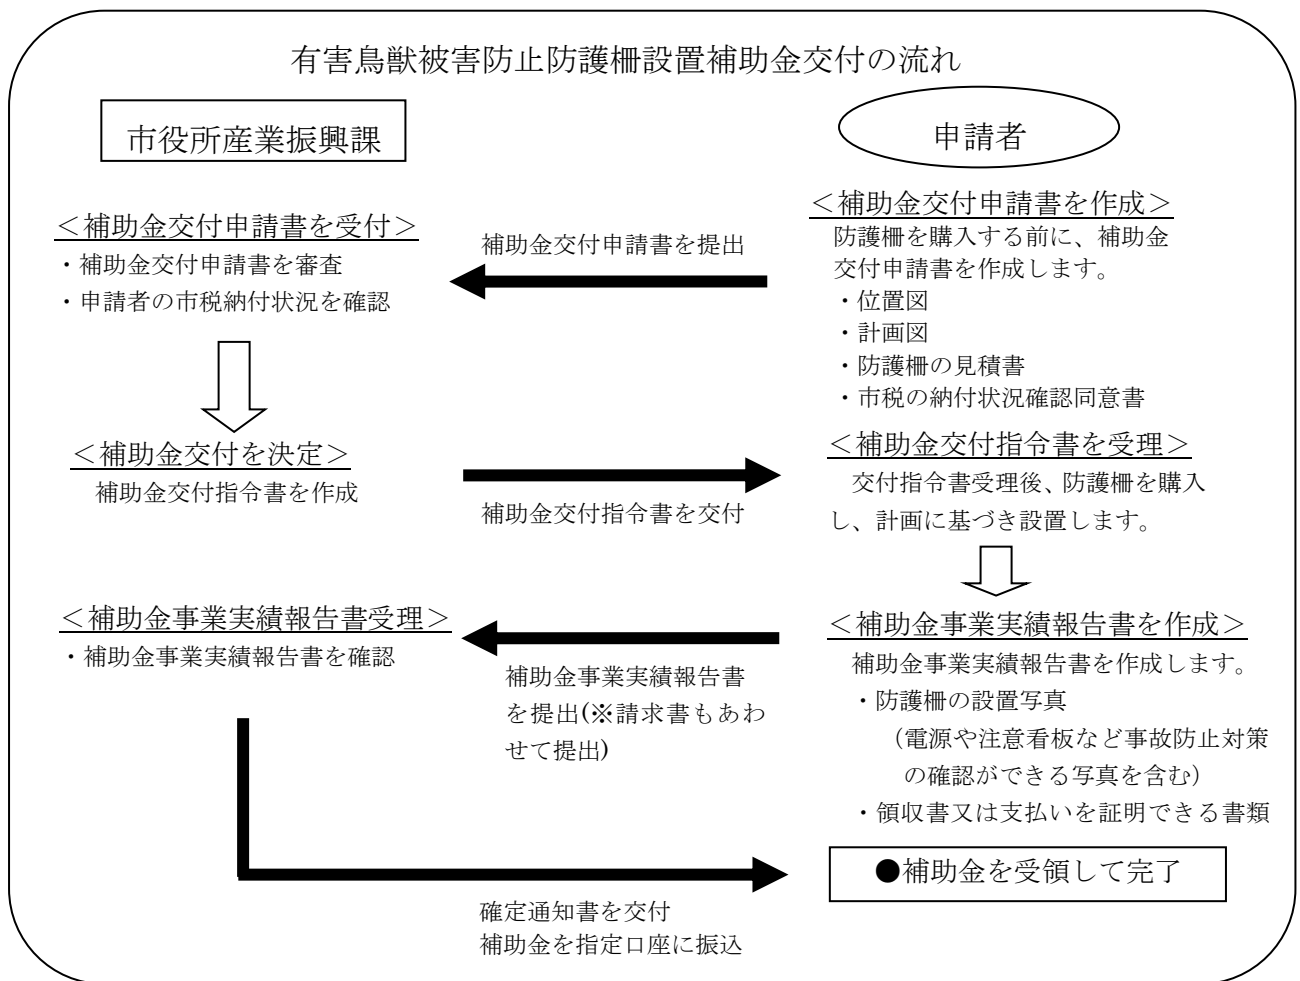 有害鳥獣被害防止防護柵設置補助金交付の流れ
市役所産業振興課
申請者
＜補助金交付申請書を作成＞
防護柵を購入する前に、補助金
交付申請書を作成します。
・位置図
・計画図
・防護柵の見積書
・市税の納付状況確認同意書
補助金交付申請書を提出
＜補助金交付申請書を受付＞
・補助金交付申請書を審査
・申請者の市税納付状況を確認
＜補助金交付を決定＞
補助金交付指令書を作成
補助金交付指令書を交付
＜補助金交付指令書を受理＞
交付指令書受理後、防護柵を購入
し、計画に基づき設置します。
＜補助金事業実績報告書を作成＞
補助金事業実績報告書を作成します。
・防護柵の設置写真
（電源や注意看板など事故防止対策
の確認ができる写真を含む）
・領収書又は支払いを証明できる書類
補助金事業実績報告書
を提出(※請求書もあわ
せて提出)
＜補助金事業実績報告書受理＞
・補助金事業実績報告書を確認
確定通知書を交付
補助金を指定口座に振込
●補助金を受領して完了